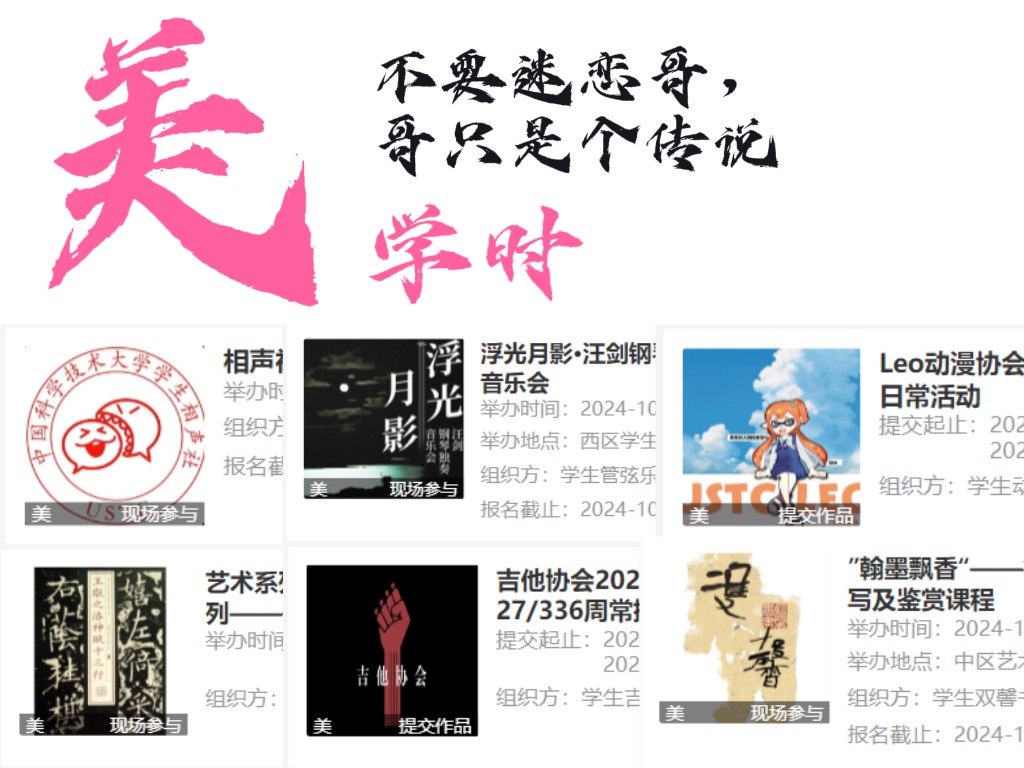 美
不要迷恋哥，
哥只是个传说
学时
中国科学技术大学学生相声社
美 现场参与
相声
举办时
组织方
报名截
浮光
月影
汪剑
钢琴独奏
音乐会
美 现场参与
浮光月影·汪剑钢
音乐会
举办时间：2024-10
举办地点：西区学生
组织方：学生管弦乐
报名截止：2024-10
美 提交作品
Leo动漫协会
日常活动
提交起止：202
202
组织方：学生动
王献之洛神赋十三行
美 现场参与
艺术系
列——
举办时间
组织方：
吉他协会
美 提交作品
吉他协会202
27/336周常
提交起止：202
202
组织方：学生吉
美 现场参与
”翰墨飘香“——
写及鉴赏课程
举办时间：2024-1
举办地点：中区艺
组织方：学生双馨
报名截止：2024-1